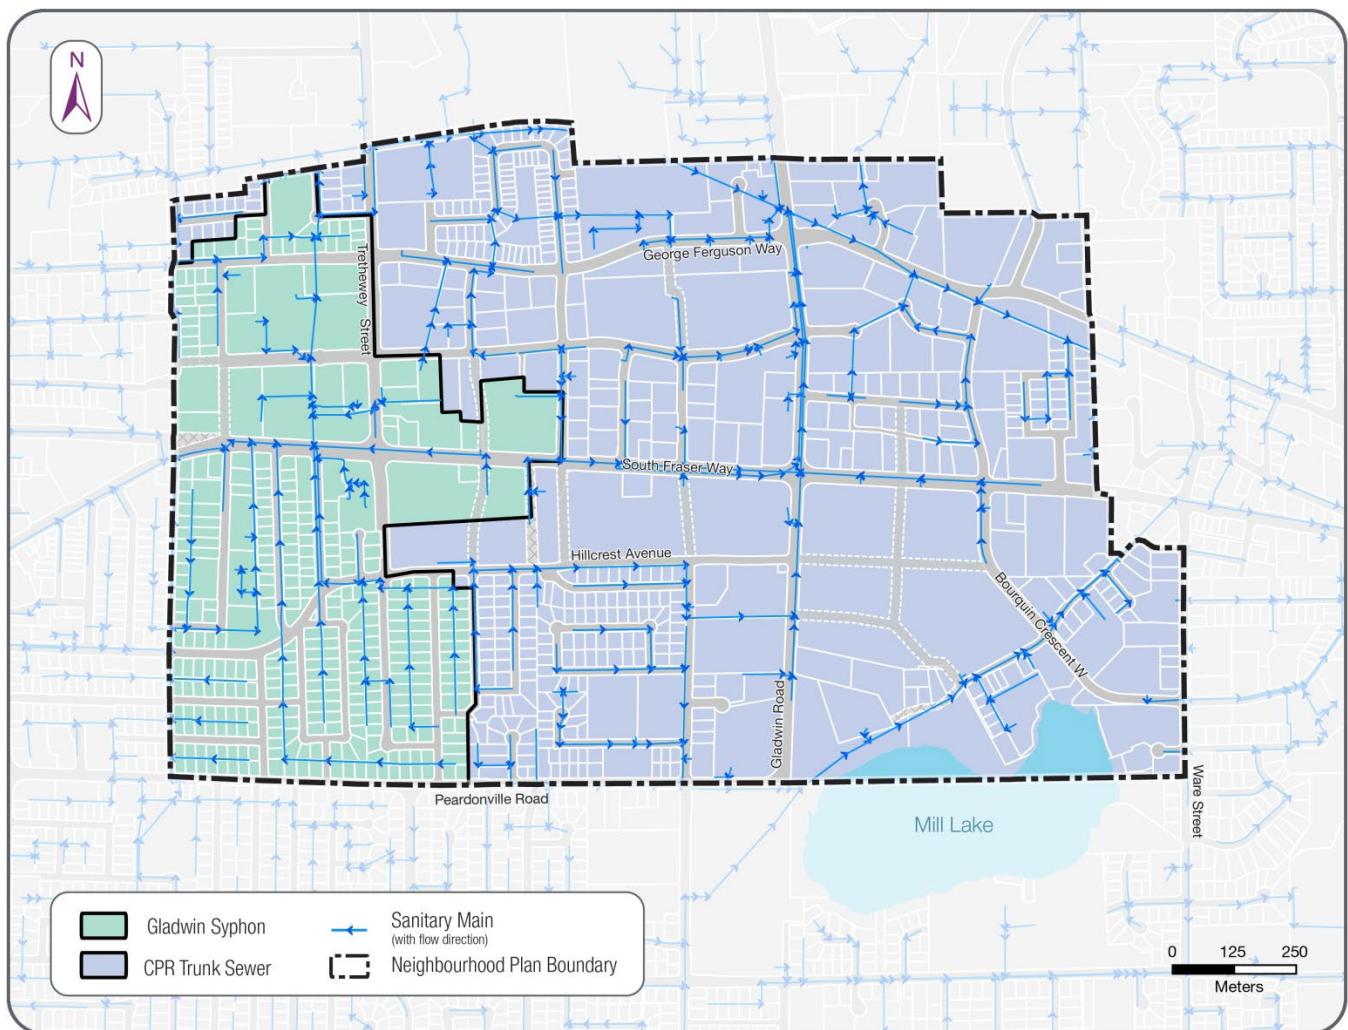 N
George Ferguson Way
Trethewey Street
South Fraser Way
Hillcrest Avenue
Bourquin Crescent W
Gladwin Road
Peardonville Road
Ware Street
Mill Lake
Gladwin Syphon
CPR Trunk Sewer
Sanitary Main
(with flow direction)
Neighbourhood Plan Boundary
0 125 250
Meters